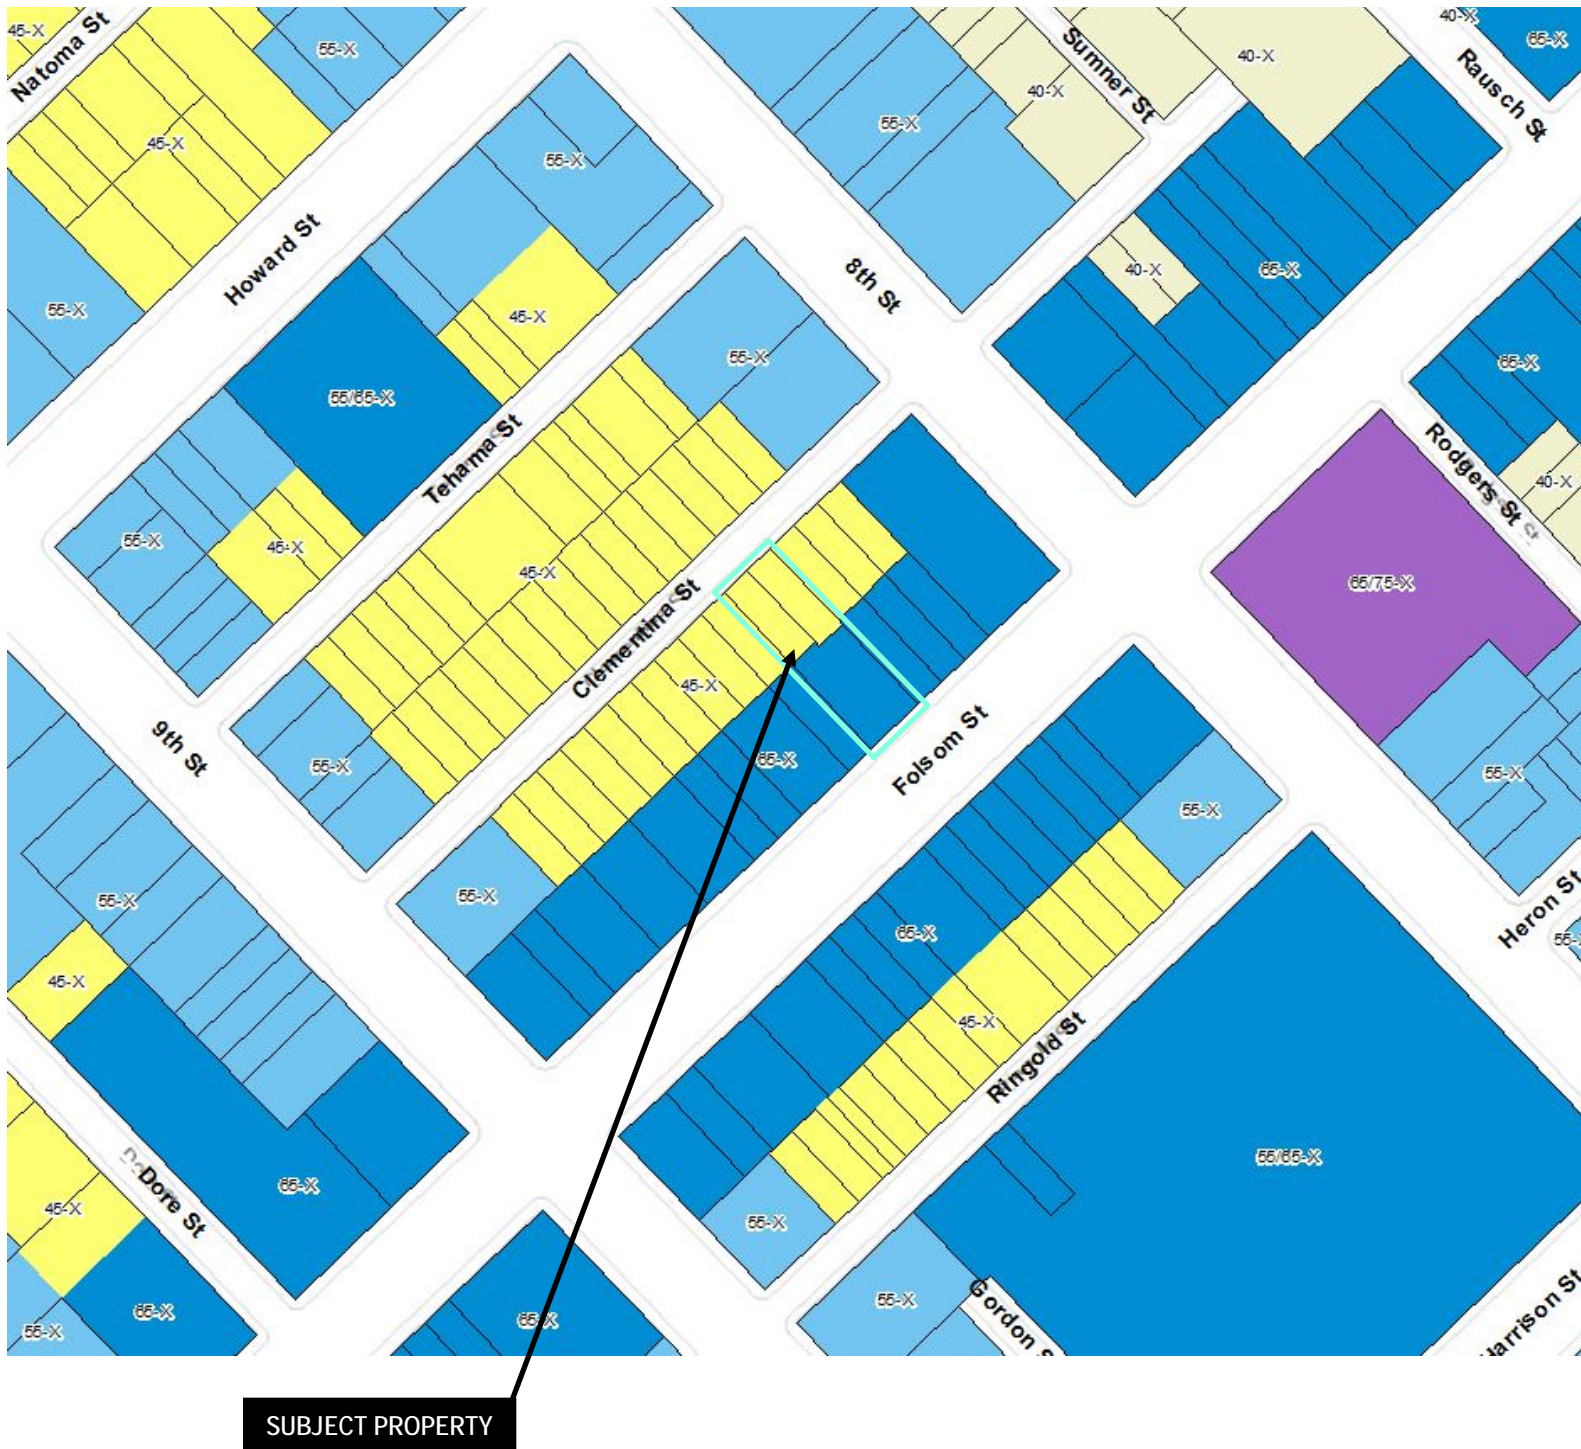 45-X
Natoma St
55-X
Sumner St
40-X
40-X
65-X
40-X
Rausch St
45-X
55-X
55-X
Howard St
55-X
8th St
40-X
65-X
45-X
55-X
55/65-X
55-X
65-X
Tehama St
Rodgers St
40-X
55-X
45-X
45-X
65/75-X
Clementina St
45-X
9th St
55-X
65-X
Folsom St
55-X
55-X
55-X
55-X
65-X
Heron St
55-
45-X
45-X
Ringold St
Dore St
65-X
55/65-X
45-X
55-X
55-X
65-X
65-X
55-X
Gordon S
Harrison St
SUBJECT PROPERTY